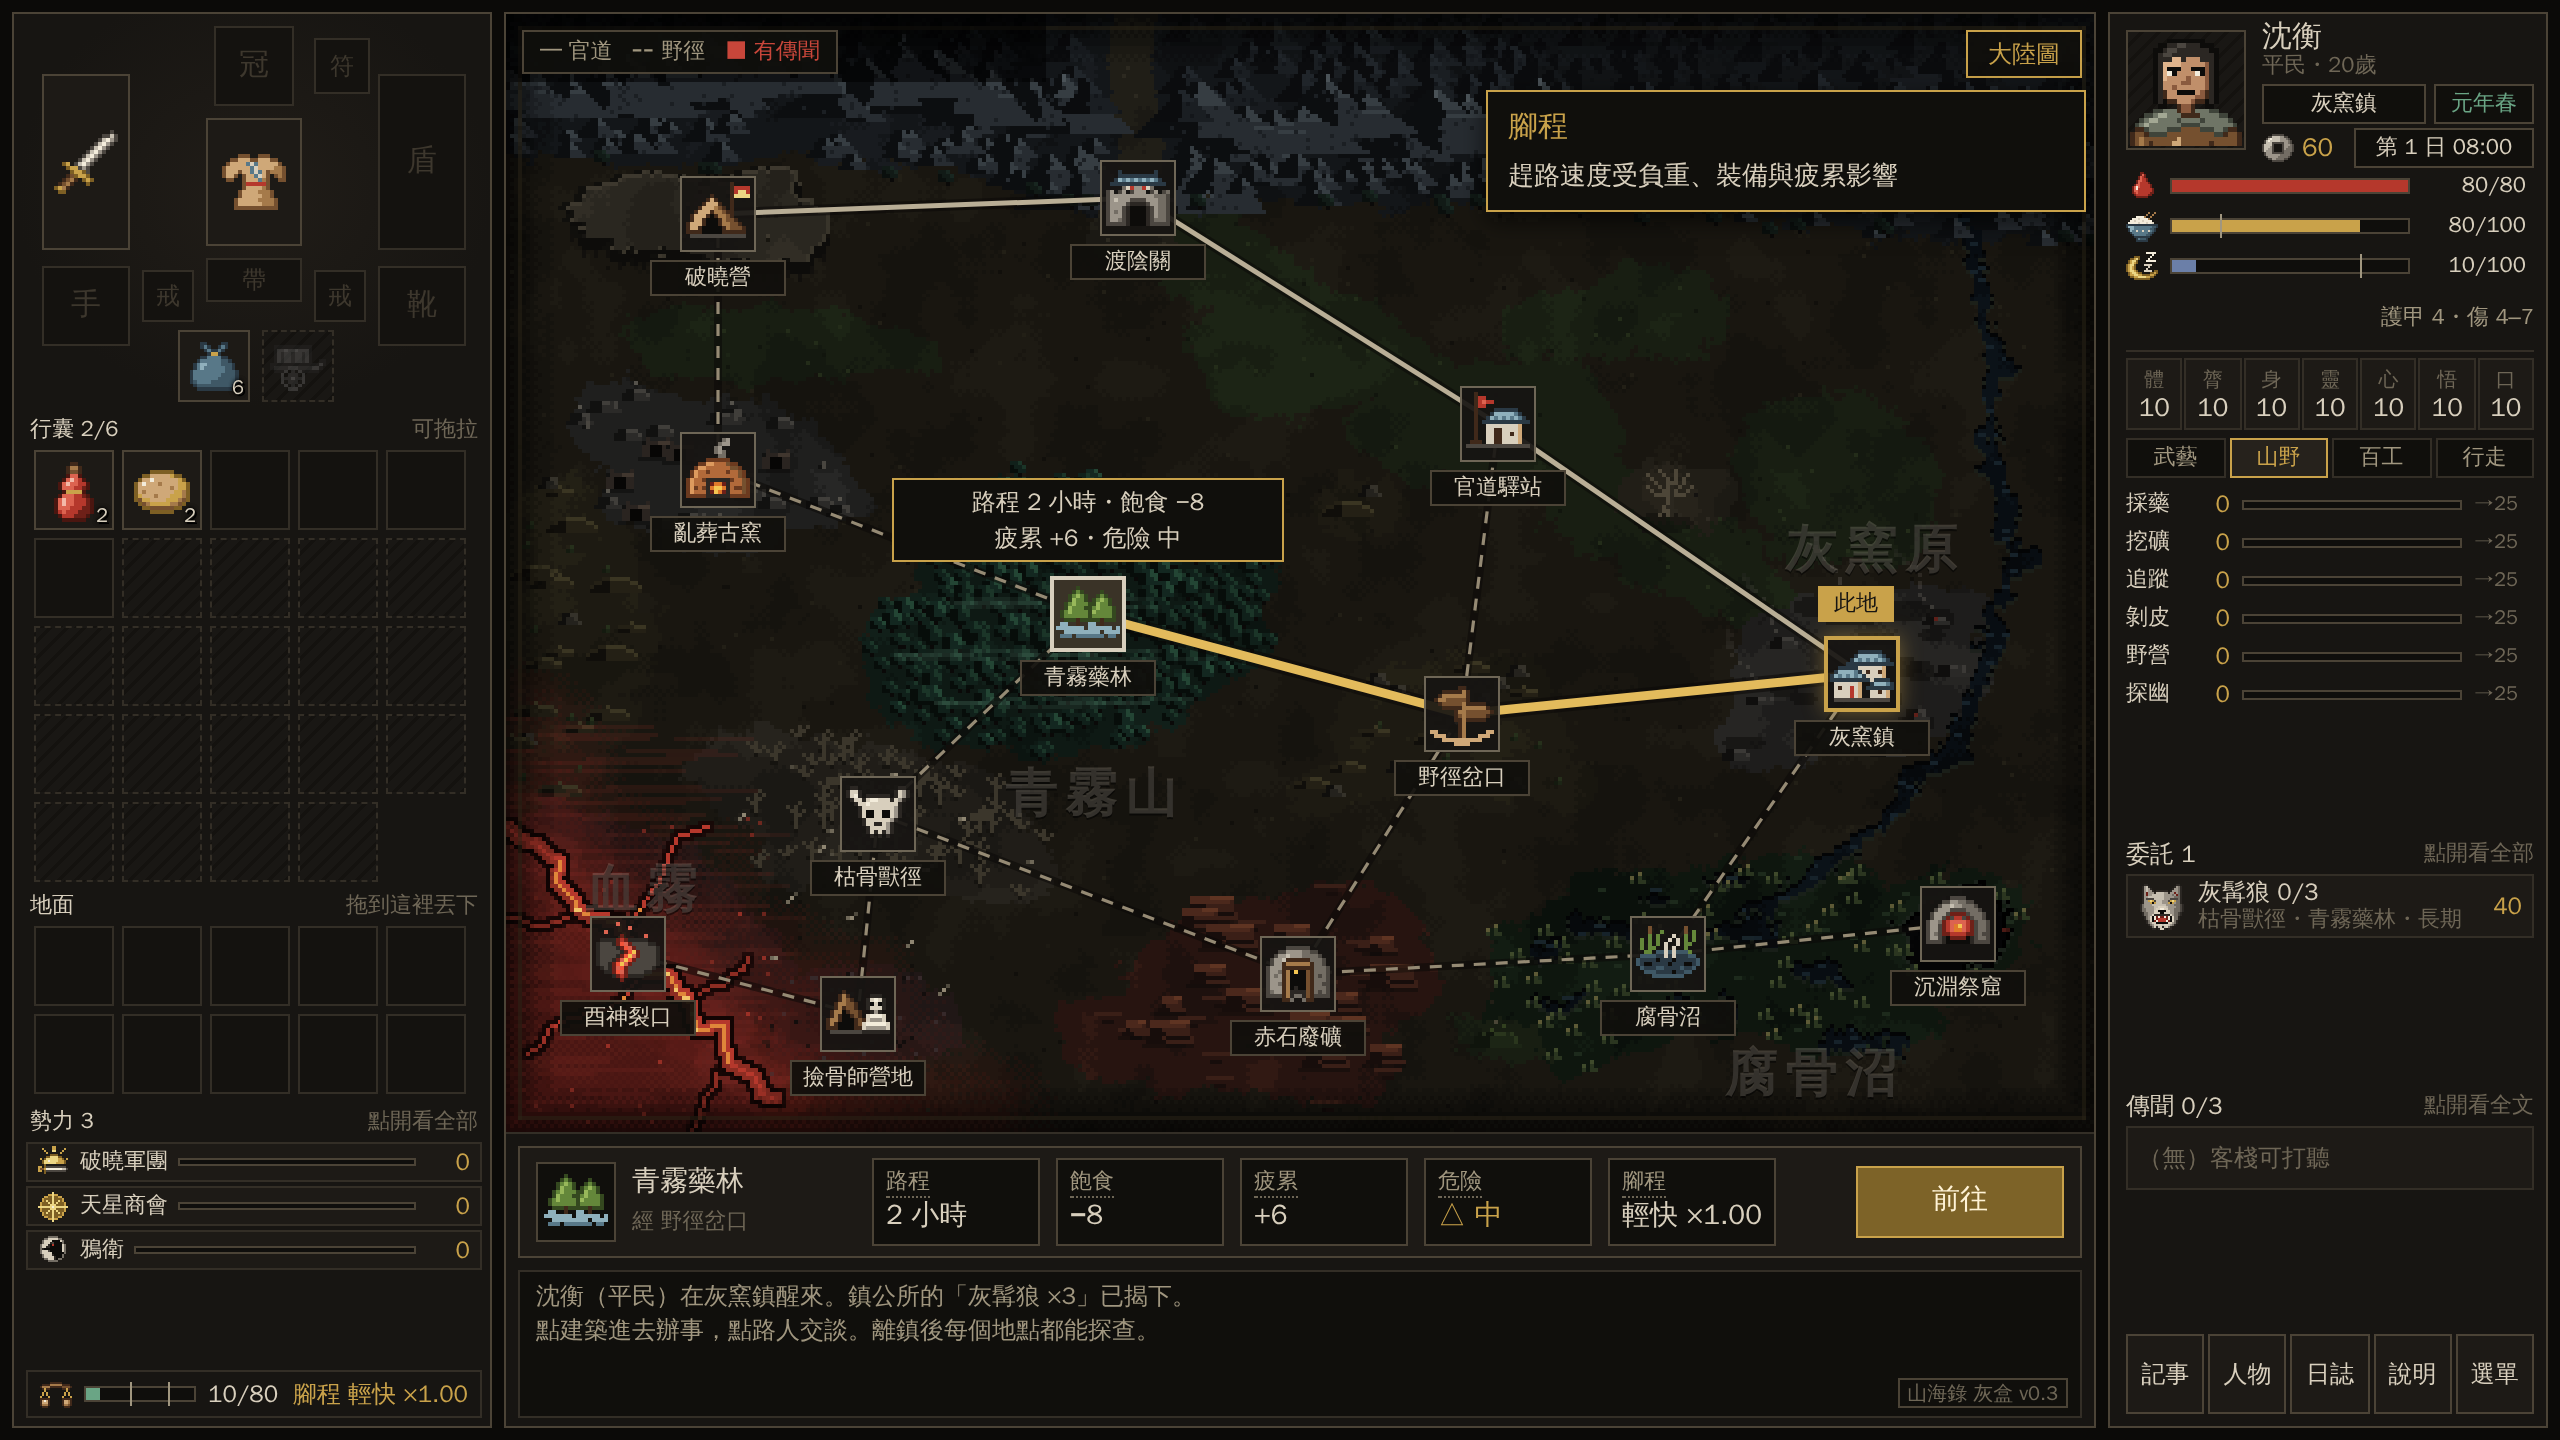 冠
符
盾
手
戒
帶
戒
靴
6
行囊 2/6
可拖拉
2
2
地面
拖到這裡丟下
勢力 3
點開看全部
破曉軍團
0
天星商會
0
鴉衛
0
10/80
腳程 輕快 ×1.00
— 官道 -- 野徑 ■ 有傳聞
大陸圖
腳程
趕路速度受負重、裝備與疲累影響
破曉營
渡陰關
官道驛站
亂葬古窯
路程 2 小時・飽食 −8
疲累 +6・危險 中
灰窯原
此地
青霧藥林
野徑岔口
灰窯鎮
青霧山
枯骨獸徑
血霧
酉神裂口
撿骨師營地
赤石廢礦
腐骨沼
沉淵祭窟
腐骨沼
青霧藥林
經 野徑岔口
路程
2 小時
飽食
−8
疲累
+6
危險
△ 中
腳程
輕快 ×1.00
前往
沈衡（平民）在灰窯鎮醒來。鎮公所的「灰髯狼 ×3」已揭下。
點建築進去辦事，點路人交談。離鎮後每個地點都能探查。
山海錄 灰盒 v0.3
沈衡
平民・20歲
灰窯鎮
元年春
60
第 1 日 08:00
80/80
80/100
10/100
護甲 4・傷 4–7
體 膂 身 靈 心 悟 口
10 10 10 10 10 10 10
武藝 山野 百工 行走
採藥 0 →25
挖礦 0 →25
追蹤 0 →25
剝皮 0 →25
野營 0 →25
探幽 0 →25
委託 1
點開看全部
灰髯狼 0/3
枯骨獸徑・青霧藥林・長期
40
傳聞 0/3
點開看全文
（無）客棧可打聽
記事 人物 日誌 說明 選單